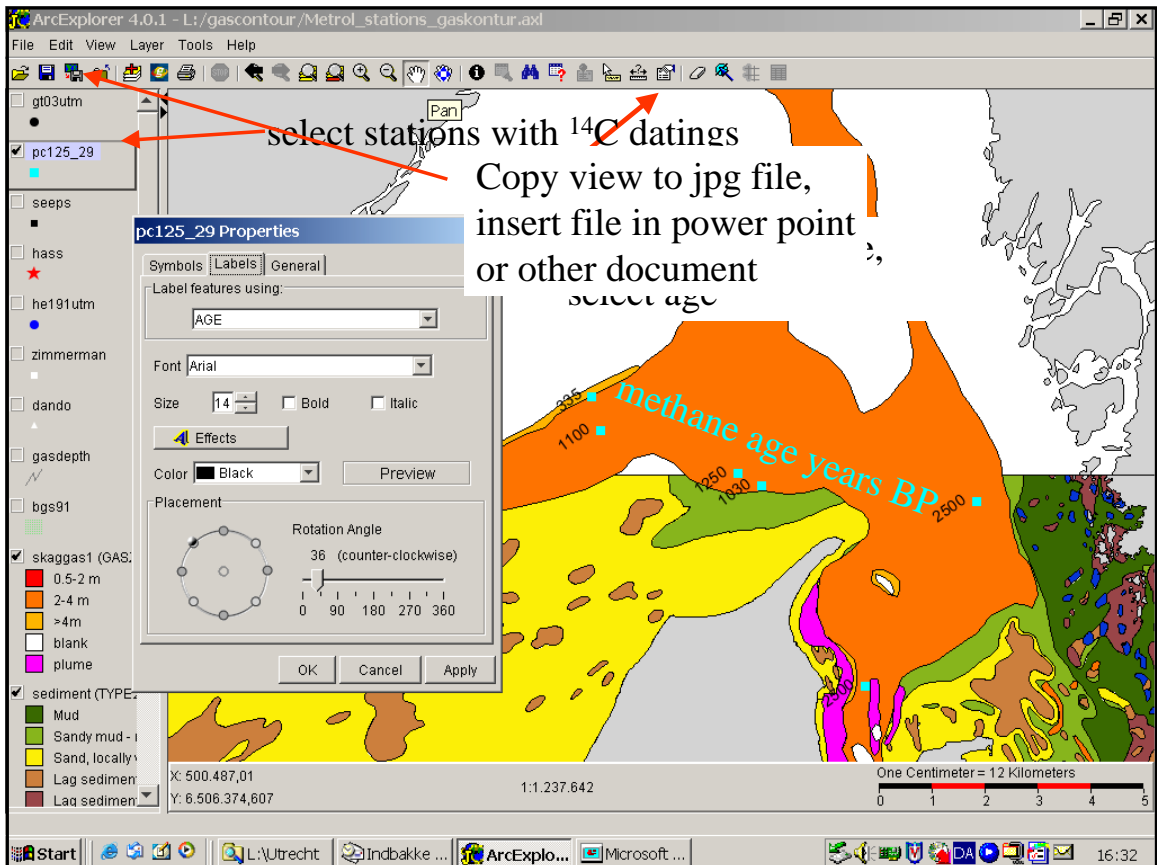 ArcExplorer 4.0.1 - L:/gascontour/Metrol_stations_gaskontur.axl
File Edit View Layer Tools Help
Pan
gt03utm
pc125_29
seeps
hass
he191utm
zimmerman
dando
gasdepth
bgs91
skaggas1 (GAS
0.5-2 m
2-4 m
>4m
blank
plume
sediment (TYPE
Mud
Sandy mud -
Sand, locally
Lag sedimen
Lag sedimen
select stations with ¹⁴C datings
Copy view to jpg file,
insert file in power point
or other document
select age
pc125_29 Properties
Symbols Labels General
Label features using:
AGE
Font Arial
Size 14 Bold Italic
Effects
Color Black Preview
Placement
Rotation Angle
36 (counter-clockwise)
0 90 180 270 360
OK Cancel Apply
methane age years BP
335
1100
1250
1030
2500
2500
X: 500.487,01
Y: 6.506.374,607
1:1.237.642
One Centimeter = 12 Kilometers
0 1 2 3 4 5
Start L:\Utrecht Indbakke ... ArcExplo... Microsoft ... DA 16:32